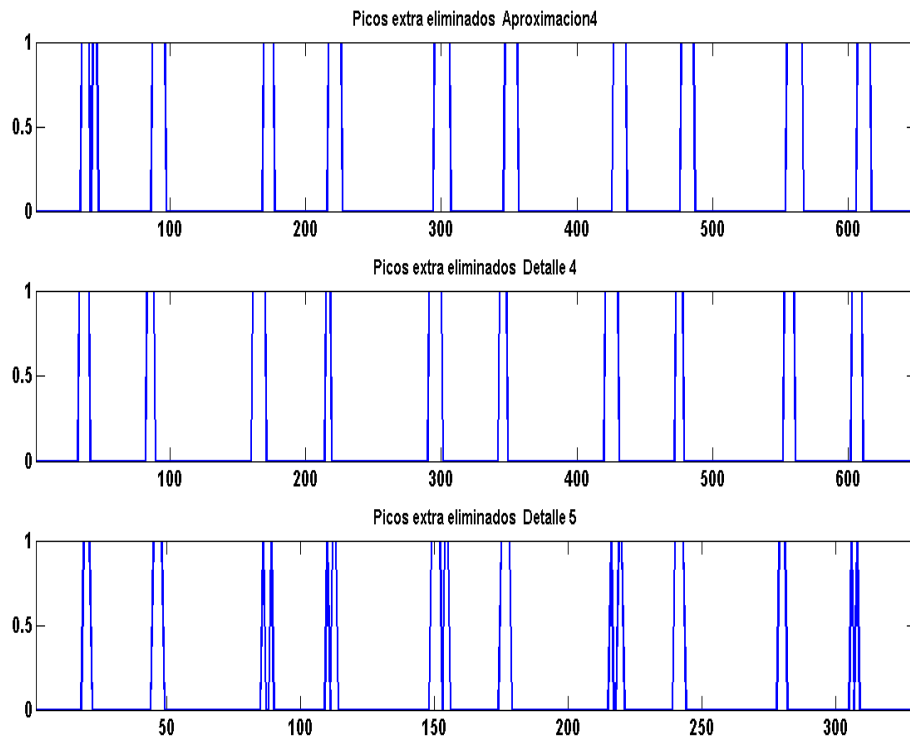 Picos extra eliminados Aproximacion4
1
0.5
0
100 200 300 400 500 600
Picos extra eliminados Detalle 4
1
0.5
0
100 200 300 400 500 600
Picos extra eliminados Detalle 5
1
0.5
0
50 100 150 200 250 300